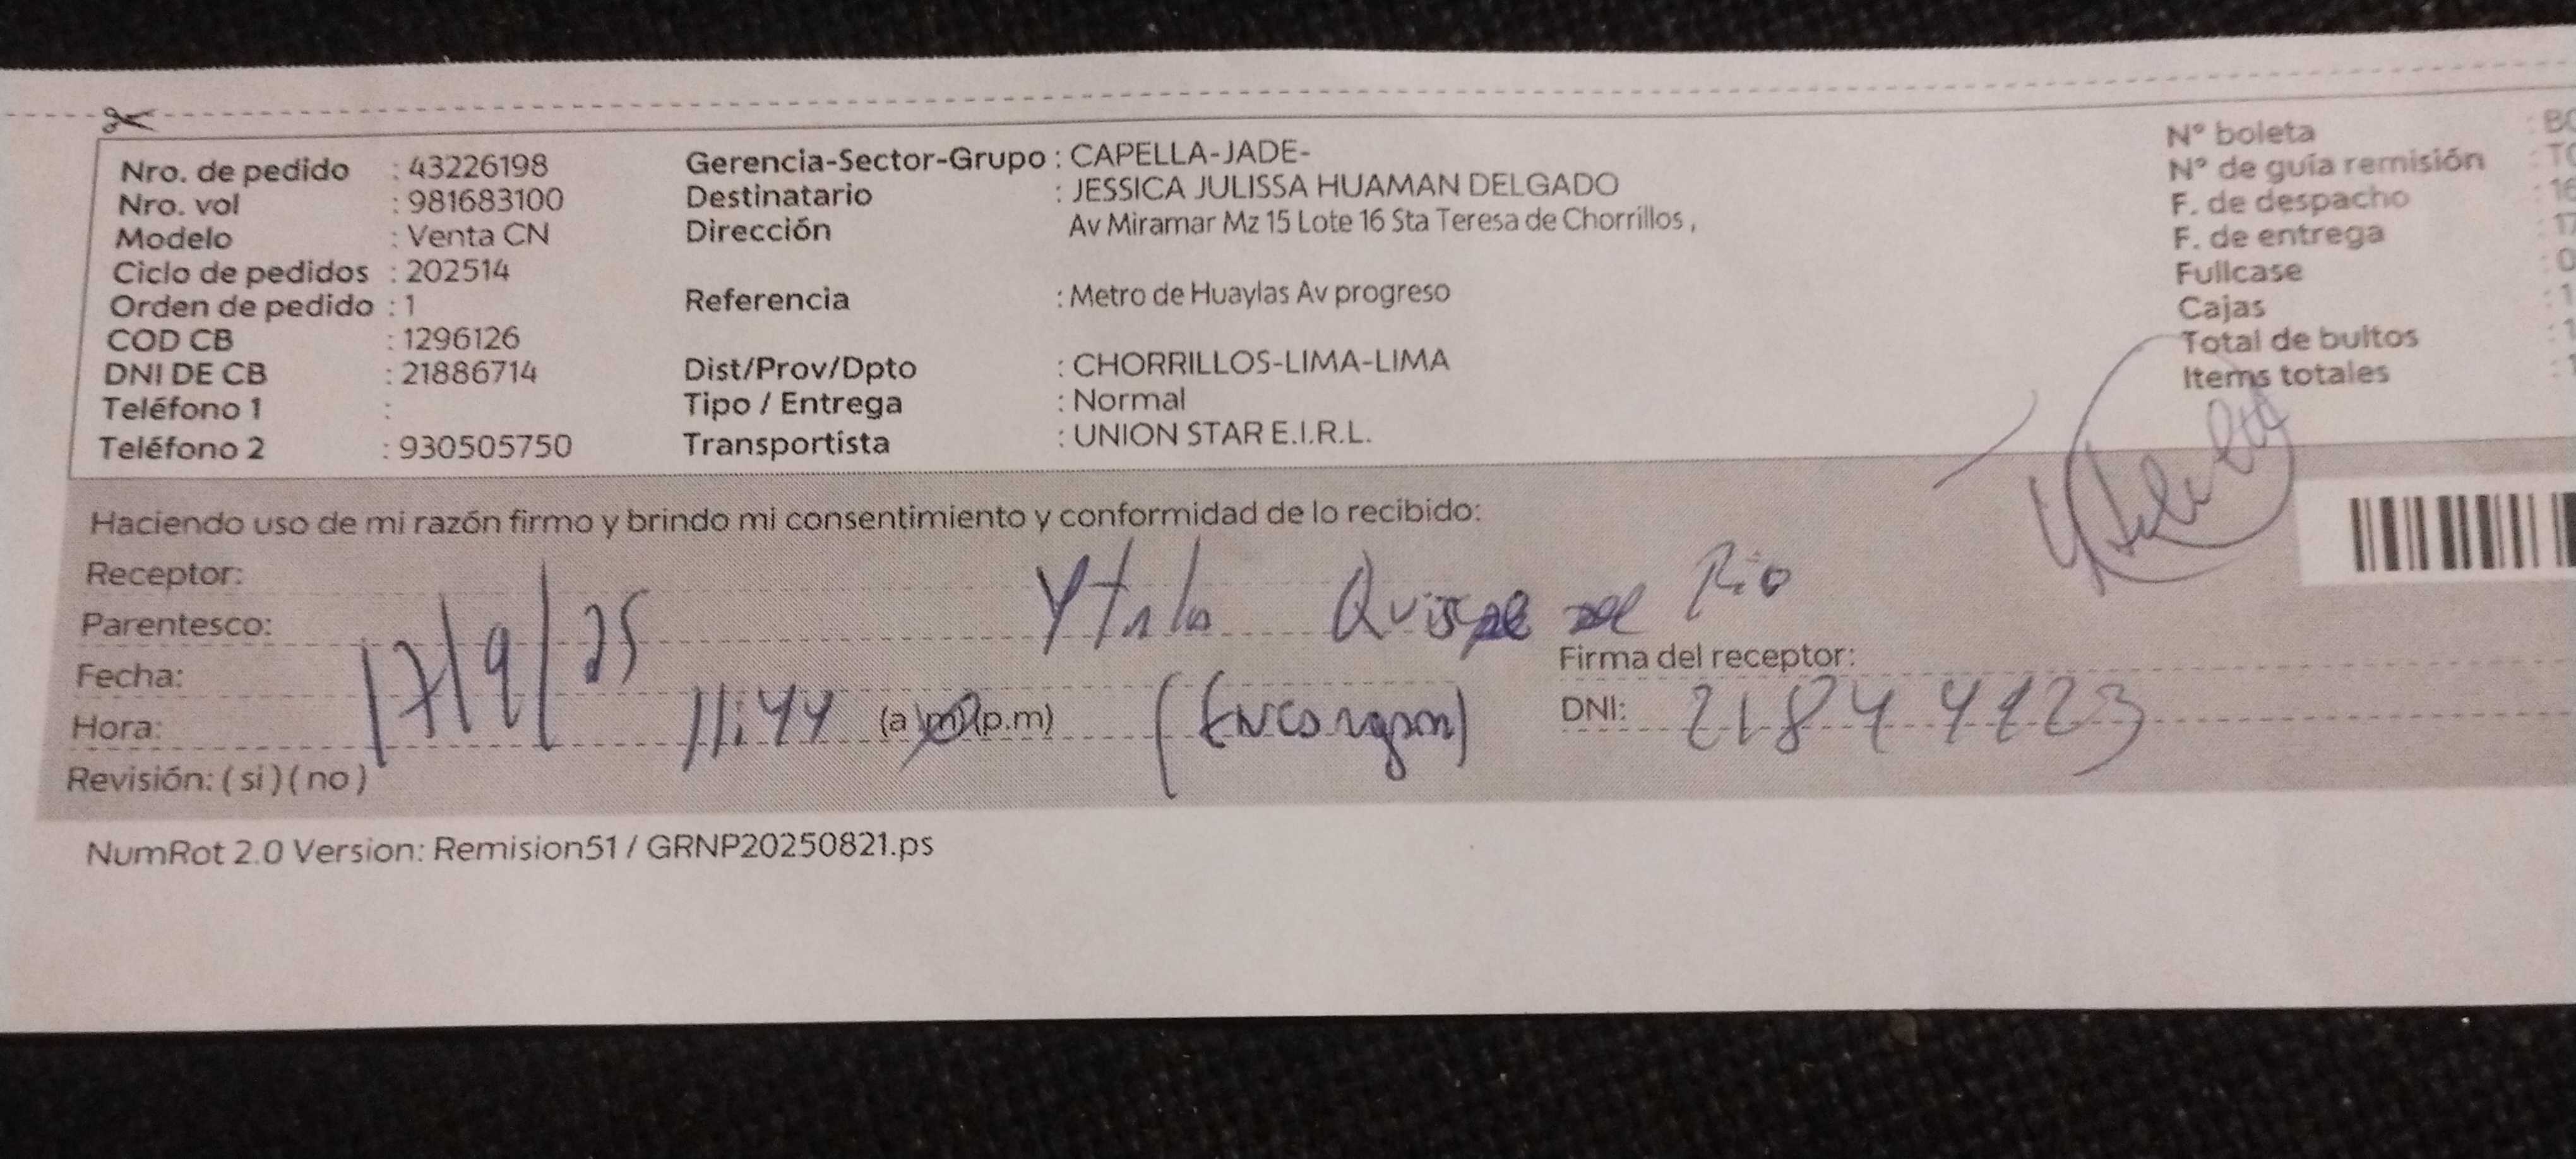 Nro. de pedido : 43226198
Nro. vol : 981683100
Modelo : Venta CN
Ciclo de pedidos : 202514
Orden de pedido : 1
COD CB : 1296126
DNI DE CB : 21886714
Teléfono 1 :
Teléfono 2 : 930505750
Gerencia-Sector-Grupo : CAPELLA-JADE-
Destinatario : JESSICA JULISSA HUAMAN DELGADO
Dirección Av Miramar Mz 15 Lote 16 Sta Teresa de Chorrillos ,
Referencia : Metro de Huaylas Av progreso
Dist/Prov/Dpto : CHORRILLOS-LIMA-LIMA
Tipo / Entrega : Normal
Transportista : UNION STAR E.I.R.L.
N° boleta
N° de guía remisión
F. de despacho
F. de entrega
Fullcase
Cajas
Total de bultos
Items totales
Haciendo uso de mi razón firmo y brindo mi consentimiento y conformidad de lo recibido:
Receptor:
Quispe del Rio
Parentesco:
Fecha: 17/9/25
Firma del receptor:
Hora: 11:44 (a m) (p.m)
DNI: 21844123
Revisión: ( si ) ( no )
NumRot 2.0 Version: Remision51 / GRNP20250821.ps